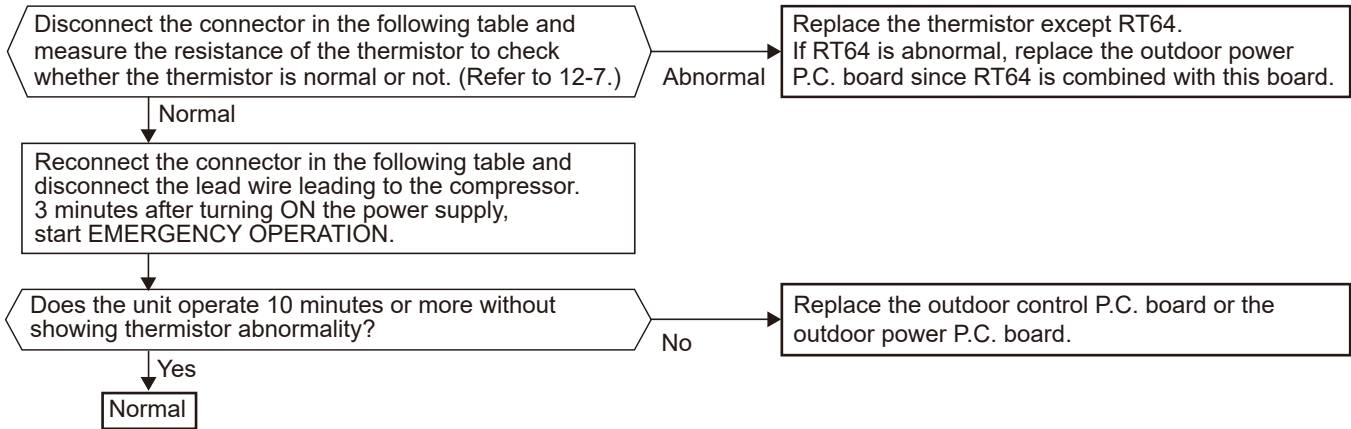 Disconnect the connector in the following table and
measure the resistance of the thermistor to check
whether the thermistor is normal or not. (Refer to 12-7.)
Abnormal
Replace the thermistor except RT64.
If RT64 is abnormal, replace the outdoor power
P.C. board since RT64 is combined with this board.
Normal
Reconnect the connector in the following table and
disconnect the lead wire leading to the compressor.
3 minutes after turning ON the power supply,
start EMERGENCY OPERATION.
Does the unit operate 10 minutes or more without
showing thermistor abnormality?
No
Replace the outdoor control P.C. board or the
outdoor power P.C. board.
Yes
Normal